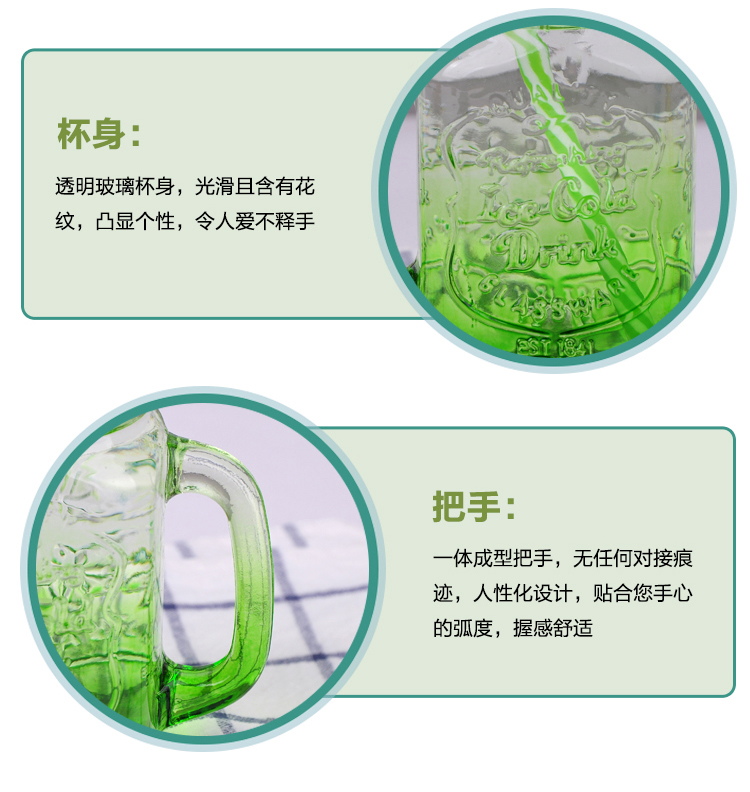 杯身：
透明玻璃杯身，光滑且含有花
纹，凸显个性，令人爱不释手
Ice Cold
Drink
GLASSWARE
EST 1841
把手：
一体成型把手，无任何对接痕
迹，人性化设计，贴合您手心
的弧度，握感舒适